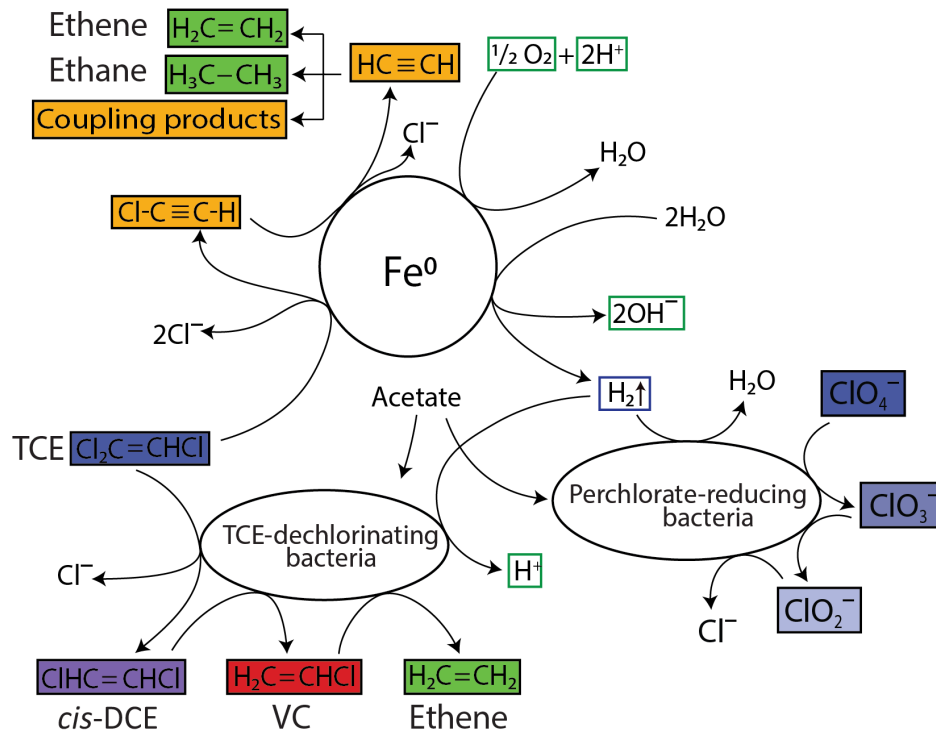 Ethene H₂C=CH₂
Ethane H₃C−CH₃
Coupling products
HC≡CH
½ O₂ + 2H⁺
Cl⁻
H₂O
Cl-C≡C-H
2H₂O
Fe⁰
2Cl⁻
2OH⁻
Acetate
H₂↑
H₂O
ClO₄⁻
TCE Cl₂C=CHCl
Perchlorate-reducing
bacteria
ClO₃⁻
TCE-dechlorinating
bacteria
Cl⁻
H⁺
ClO₂⁻
Cl⁻
ClHC=CHCl
H₂C=CHCl
H₂C=CH₂
cis-DCE
VC
Ethene